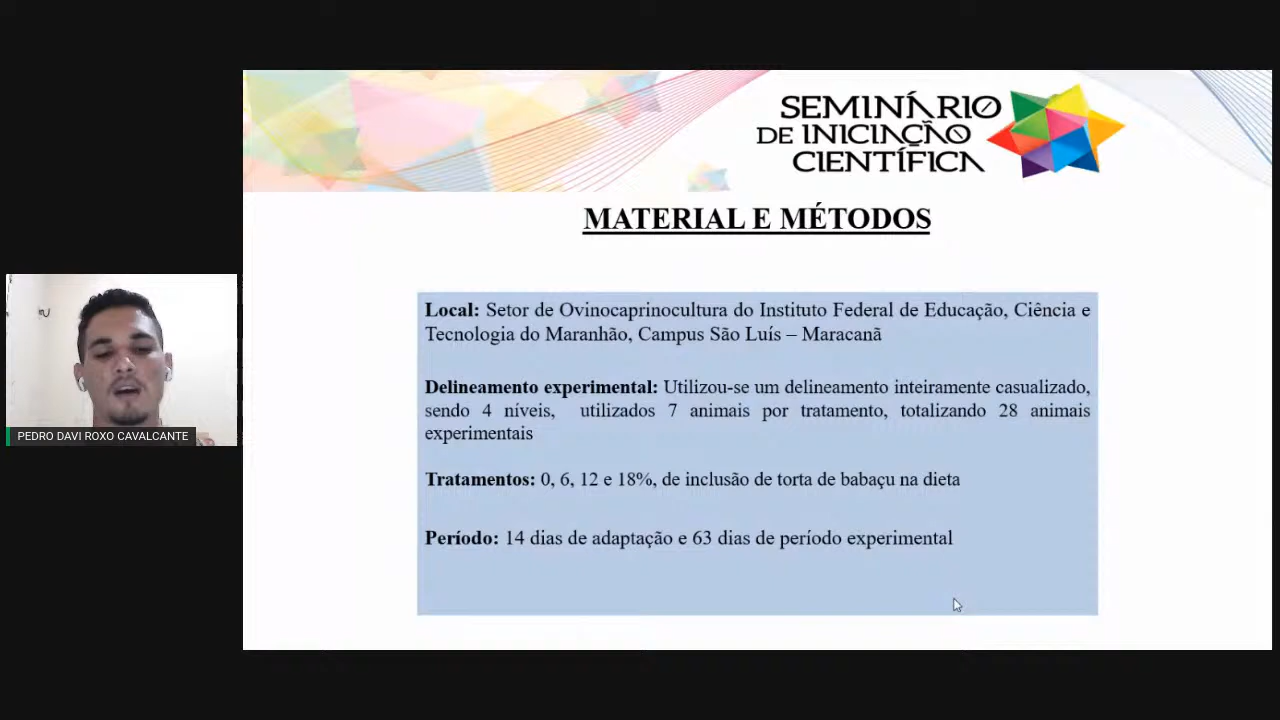 SEMINÁRIO
DE INICIAÇÃO
CIENTÍFICA
MATERIAL E MÉTODOS
Local: Setor de Ovinocaprinocultura do Instituto Federal de Educação, Ciência e
Tecnologia do Maranhão, Campus São Luís – Maracanã
Delineamento experimental: Utilizou-se um delineamento inteiramente casualizado,
sendo 4 níveis, utilizados 7 animais por tratamento, totalizando 28 animais
experimentais
Tratamentos: 0, 6, 12 e 18%, de inclusão de torta de babaçu na dieta
Período: 14 dias de adaptação e 63 dias de período experimental
PEDRO DAVI ROXO CAVALCANTE